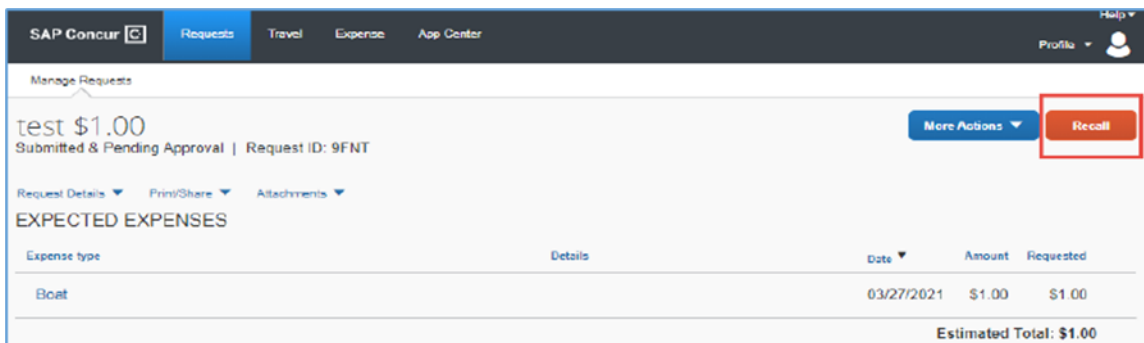 Help
SAP Concur C Requests Travel Expense App Center
Profile
Manage Requests
test $1.00
More Actions Recall
Submitted & Pending Approval | Request ID: 9FNT
Request Details Print/Share Attachments
EXPECTED EXPENSES
Expense type Details Date Amount Requested
Boat 03/27/2021 $1.00 $1.00
Estimated Total: $1.00